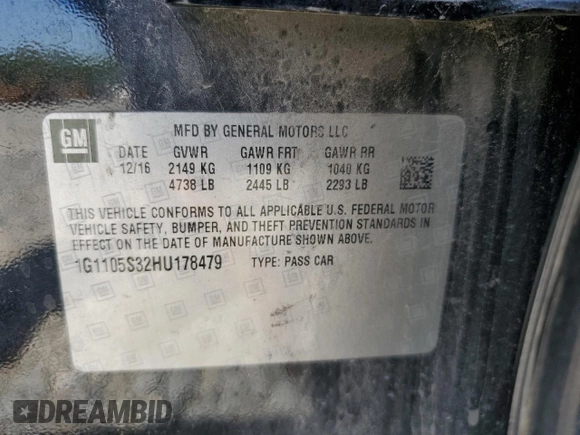 GM
MFD BY GENERAL MOTORS LLC
DATE GVWR GAWR FRT GAWR RR
12/16 2149 KG 1109 KG 1040 KG
4738 LB 2445 LB 2293 LB
THIS VEHICLE CONFORMS TO ALL APPLICABLE U.S. FEDERAL MOTOR
VEHICLE SAFETY, BUMPER, AND THEFT PREVENTION STANDARDS IN
EFFECT ON THE DATE OF MANUFACTURE SHOWN ABOVE.
1G1105S32HU178479 TYPE: PASS CAR
DREAMBID